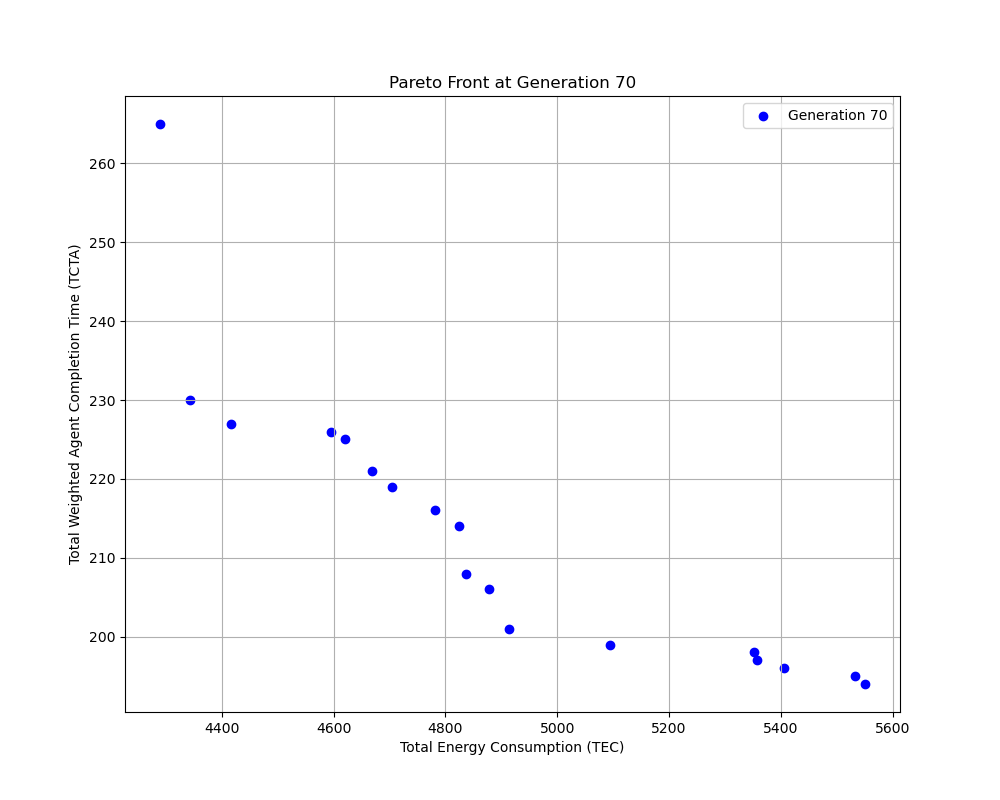 Pareto Front at Generation 70
Generation 70
260
250
240
230
220
210
200
Total Weighted Agent Completion Time (TCTA)
4400 4600 4800 5000 5200 5400 5600
Total Energy Consumption (TEC)